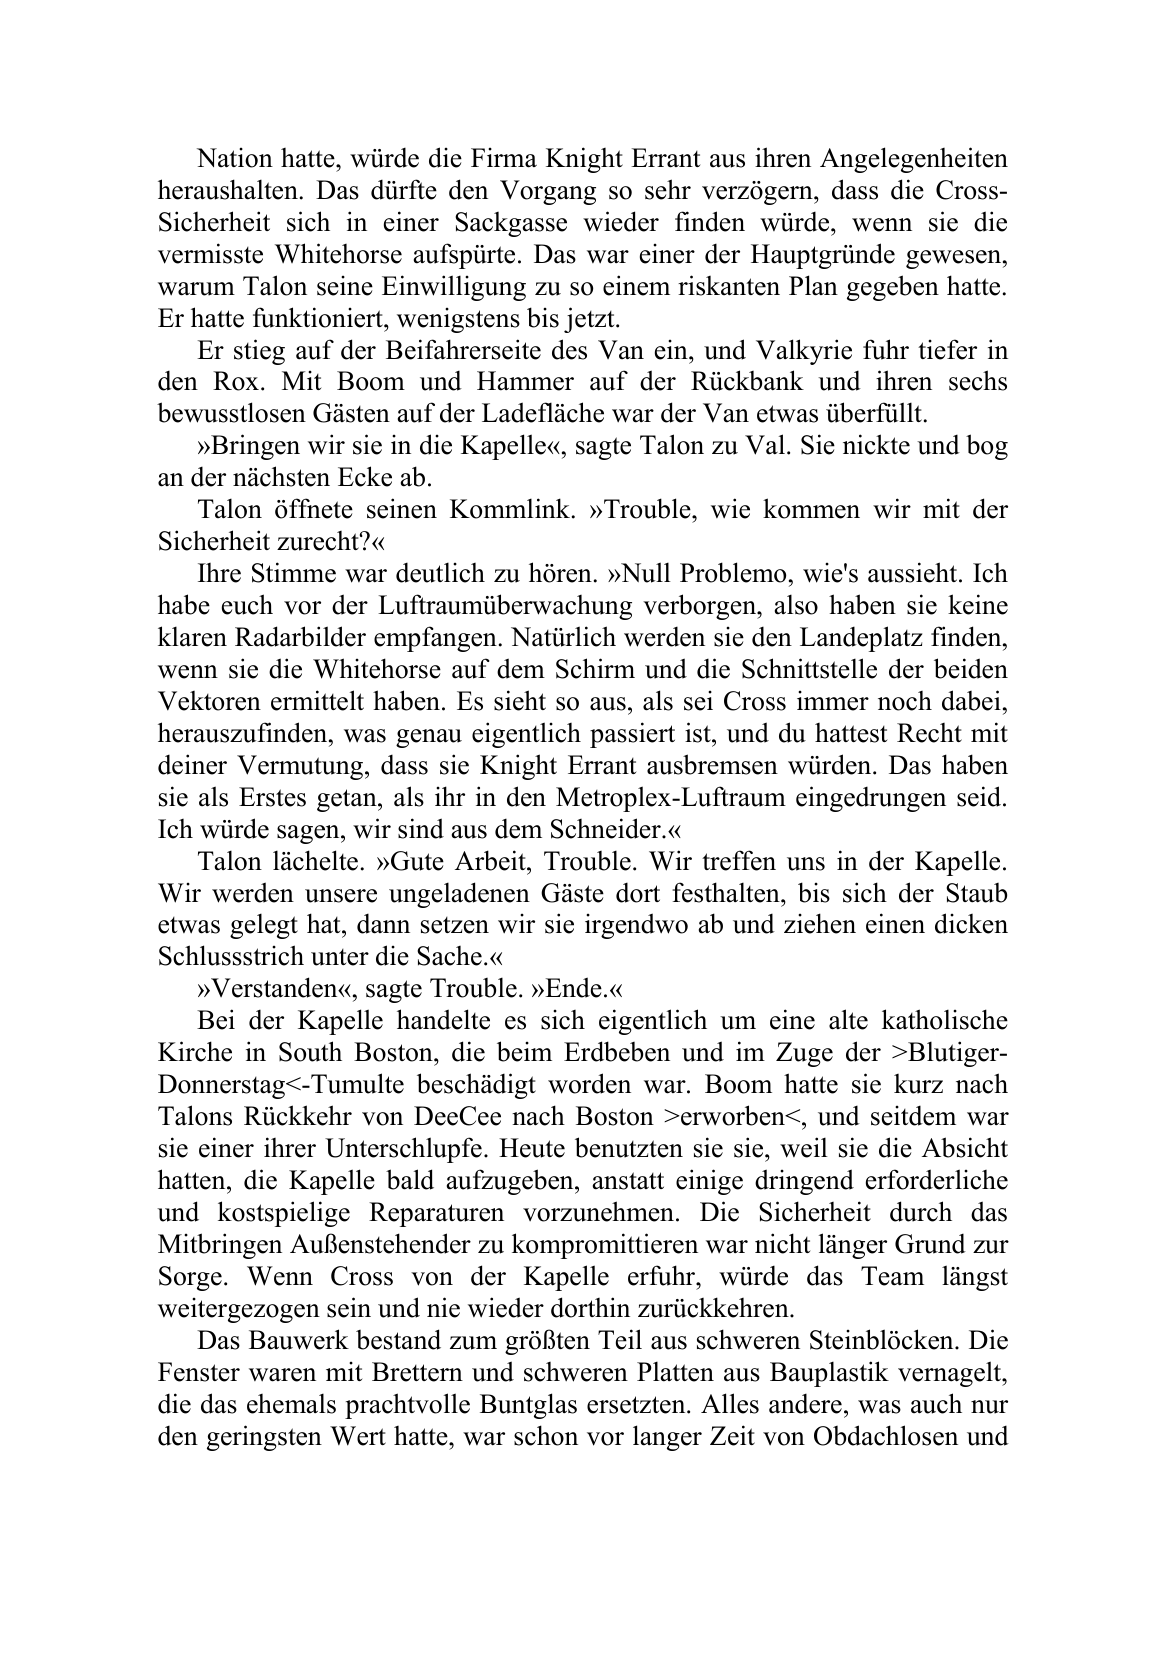 Nation hatte, würde die Firma Knight Errant aus ihren Angelegenheiten
heraushalten. Das dürfte den Vorgang so sehr verzögern, dass die Cross-
Sicherheit sich in einer Sackgasse wieder finden würde, wenn sie die
vermisste Whitehorse aufspürte. Das war einer der Hauptgründe gewesen,
warum Talon seine Einwilligung zu so einem riskanten Plan gegeben hatte.
Er hatte funktioniert, wenigstens bis jetzt.
Er stieg auf der Beifahrerseite des Van ein, und Valkyrie fuhr tiefer in
den Rox. Mit Boom und Hammer auf der Rückbank und ihren sechs
bewusstlosen Gästen auf der Ladefläche war der Van etwas überfüllt.
»Bringen wir sie in die Kapelle«, sagte Talon zu Val. Sie nickte und bog
an der nächsten Ecke ab.
Talon öffnete seinen Kommlink. »Trouble, wie kommen wir mit der
Sicherheit zurecht?«
Ihre Stimme war deutlich zu hören. »Null Problemo, wie's aussieht. Ich
habe euch vor der Luftraumüberwachung verborgen, also haben sie keine
klaren Radarbilder empfangen. Natürlich werden sie den Landeplatz finden,
wenn sie die Whitehorse auf dem Schirm und die Schnittstelle der beiden
Vektoren ermittelt haben. Es sieht so aus, als sei Cross immer noch dabei,
herauszufinden, was genau eigentlich passiert ist, und du hattest Recht mit
deiner Vermutung, dass sie Knight Errant ausbremsen würden. Das haben
sie als Erstes getan, als ihr in den Metroplex-Luftraum eingedrungen seid.
Ich würde sagen, wir sind aus dem Schneider.«
Talon lächelte. »Gute Arbeit, Trouble. Wir treffen uns in der Kapelle.
Wir werden unsere ungeladenen Gäste dort festhalten, bis sich der Staub
etwas gelegt hat, dann setzen wir sie irgendwo ab und ziehen einen dicken
Schlussstrich unter die Sache.«
»Verstanden«, sagte Trouble. »Ende.«
Bei der Kapelle handelte es sich eigentlich um eine alte katholische
Kirche in South Boston, die beim Erdbeben und im Zuge der >Blutiger-
Donnerstag<-Tumulte beschädigt worden war. Boom hatte sie kurz nach
Talons Rückkehr von DeeCee nach Boston >erworben<, und seitdem war
sie einer ihrer Unterschlupfe. Heute benutzten sie sie, weil sie die Absicht
hatten, die Kapelle bald aufzugeben, anstatt einige dringend erforderliche
und kostspielige Reparaturen vorzunehmen. Die Sicherheit durch das
Mitbringen Außenstehender zu kompromittieren war nicht länger Grund zur
Sorge. Wenn Cross von der Kapelle erfuhr, würde das Team längst
weitergezogen sein und nie wieder dorthin zurückkehren.
Das Bauwerk bestand zum größten Teil aus schweren Steinblöcken. Die
Fenster waren mit Brettern und schweren Platten aus Bauplastik vernagelt,
die das ehemals prachtvolle Buntglas ersetzten. Alles andere, was auch nur
den geringsten Wert hatte, war schon vor langer Zeit von Obdachlosen und